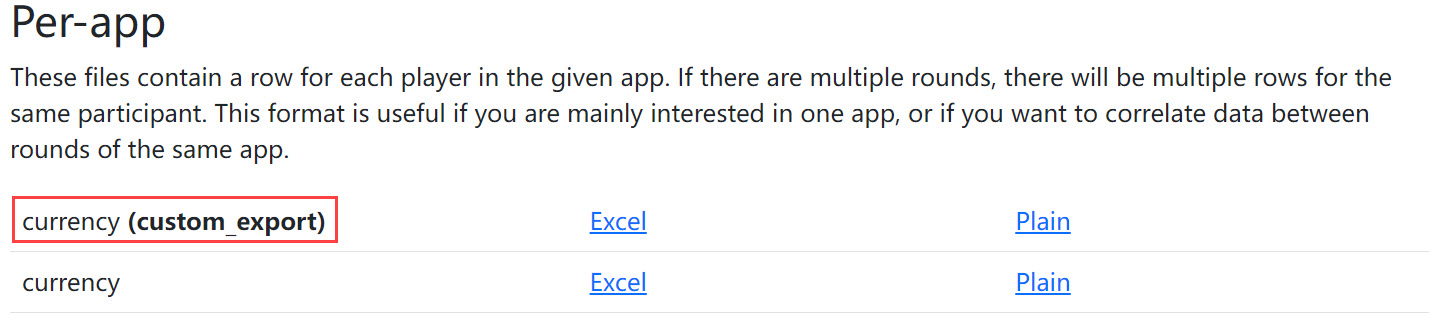 Per-app
These files contain a row for each player in the given app. If there are multiple rounds, there will be multiple rows for the
same participant. This format is useful if you are mainly interested in one app, or if you want to correlate data between
rounds of the same app.
currency (custom_export) Excel Plain
currency Excel Plain